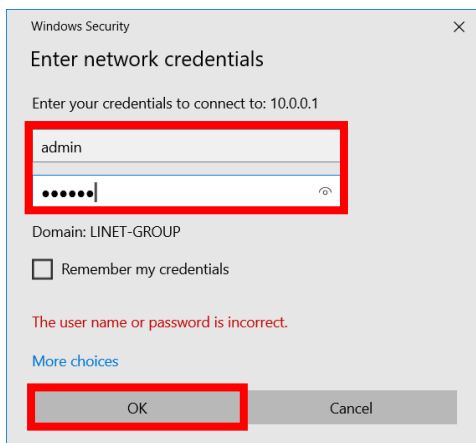 Windows Security
Enter network credentials
Enter your credentials to connect to: 10.0.0.1
admin
●●●●●●
Domain: LINET-GROUP
Remember my credentials
The user name or password is incorrect.
More choices
OK
Cancel